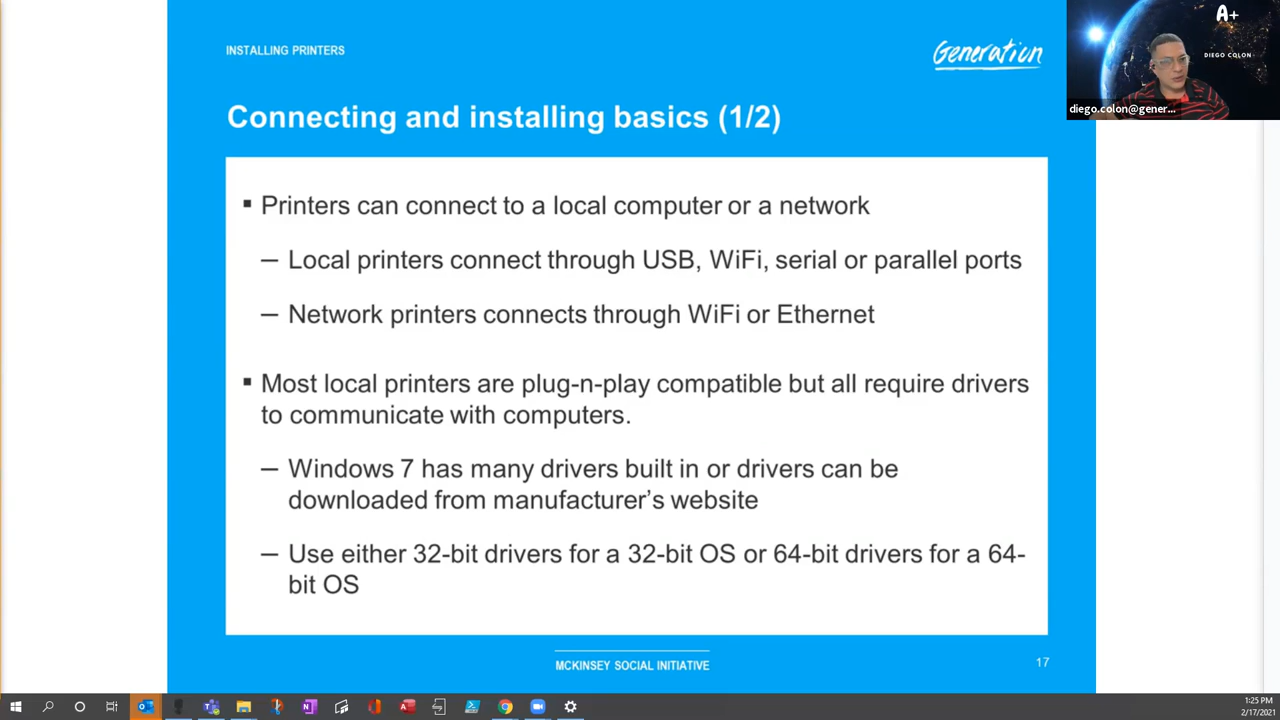 INSTALLING PRINTERS
Generation
A+
DIEGO COLON
diego.colon@gener...
Connecting and installing basics (1/2)
▪ Printers can connect to a local computer or a network
– Local printers connect through USB, WiFi, serial or parallel ports
– Network printers connects through WiFi or Ethernet
▪ Most local printers are plug-n-play compatible but all require drivers
to communicate with computers.
– Windows 7 has many drivers built in or drivers can be
downloaded from manufacturer’s website
– Use either 32-bit drivers for a 32-bit OS or 64-bit drivers for a 64-
bit OS
MCKINSEY SOCIAL INITIATIVE
17
1:25 PM
2/17/2021